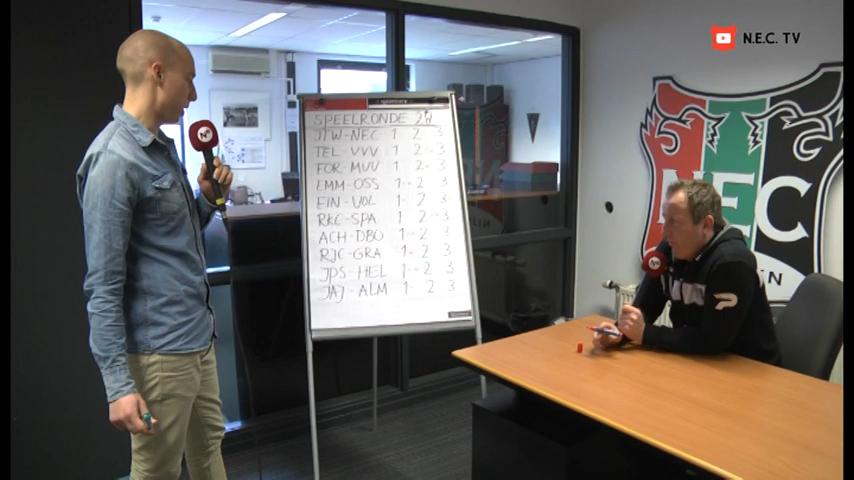 N.E.C. TV
SPEELRONDE 28
JUT-NEC 1 2 3
TEL-VVV 1 2 3
FOR-MVV 1 2 3
EMM-OSS 1 2 3
EIN-VOL 1 2 3
RKC-SPA 1 2 3
ACH-DBO 1 2 3
RJC-GRA 1 2 3
JPS-HEL 1 2 3
JAJ-ALM 1 2 3
NEC
N
N